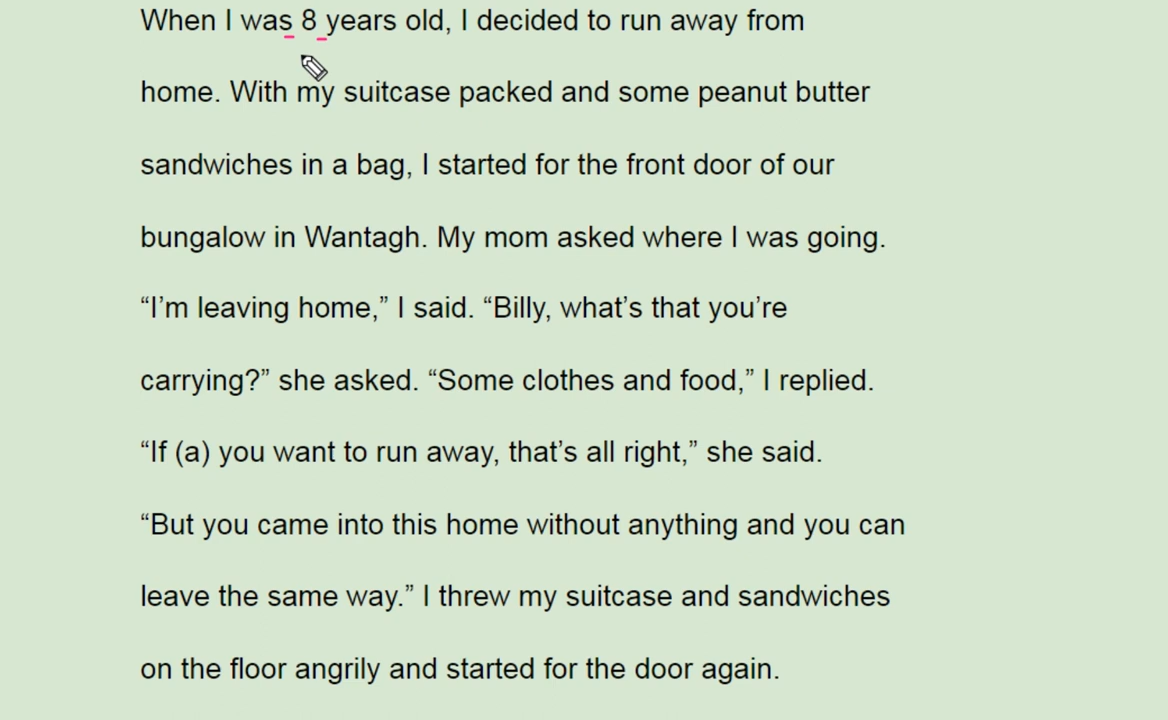 When I was 8 years old, I decided to run away from
home. With my suitcase packed and some peanut butter
sandwiches in a bag, I started for the front door of our
bungalow in Wantagh. My mom asked where I was going.
“I’m leaving home,” I said. “Billy, what’s that you’re
carrying?” she asked. “Some clothes and food,” I replied.
“If (a) you want to run away, that’s all right,” she said.
“But you came into this home without anything and you can
leave the same way.” I threw my suitcase and sandwiches
on the floor angrily and started for the door again.